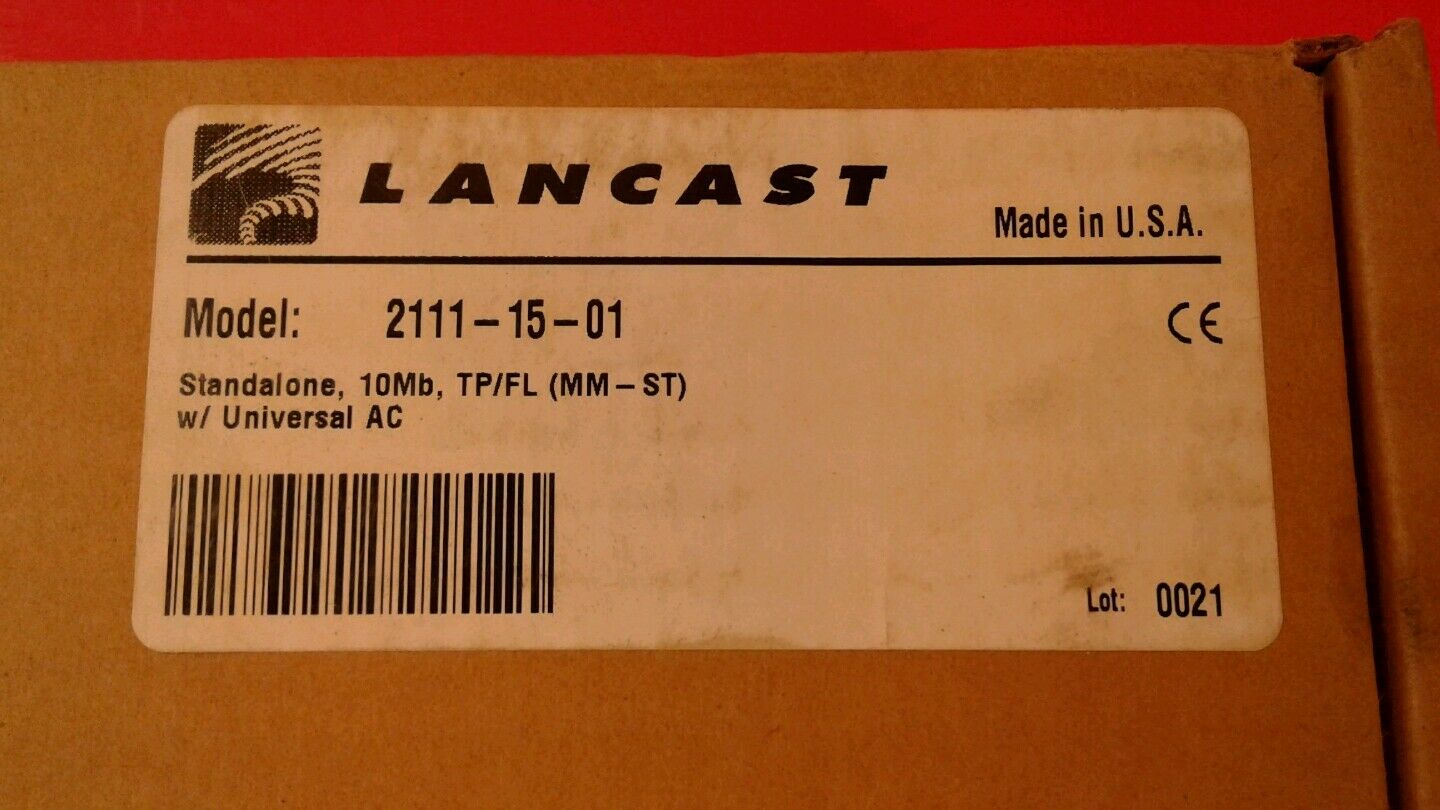 LANCAST
Made in U.S.A.
Model: 2111-15-01
CE
Standalone, 10Mb, TP/FL (MM-ST)
w/ Universal AC
Lot: 0021